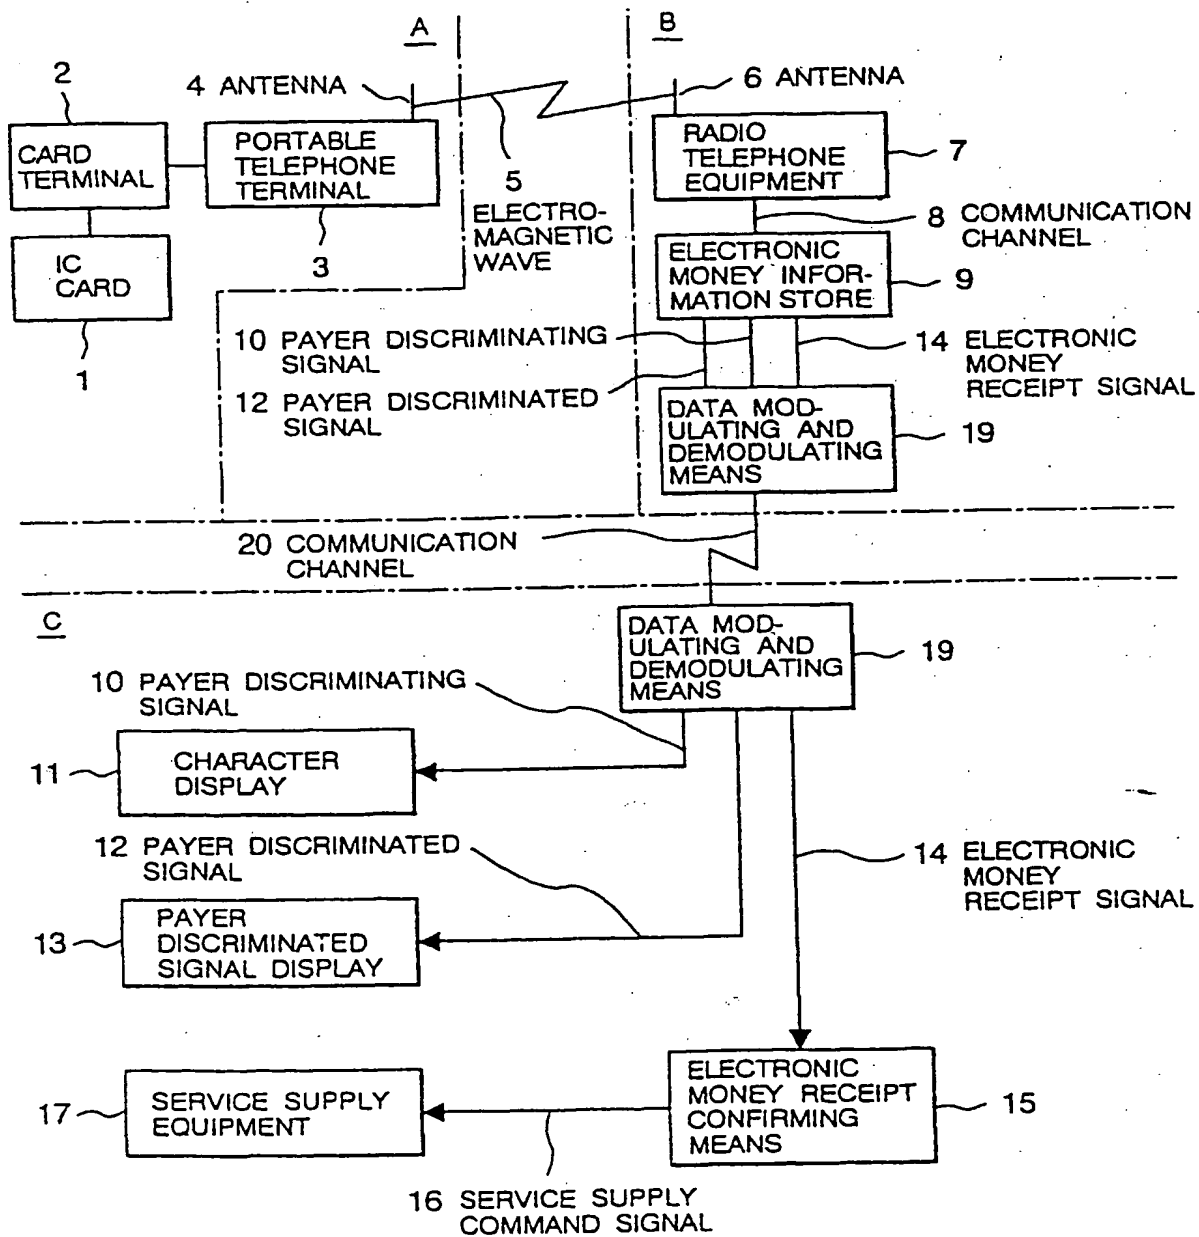 A
B
2
4 ANTENNA
6 ANTENNA
CARD
TERMINAL
PORTABLE
TELEPHONE
TERMINAL
RADIO
TELEPHONE
EQUIPMENT
7
5
ELECTRO-
MAGNETIC
WAVE
8 COMMUNICATION
CHANNEL
IC
CARD
3
1
ELECTRONIC
MONEY INFOR-
MATION STORE
9
10 PAYER DISCRIMINATING
SIGNAL
12 PAYER DISCRIMINATED
SIGNAL
14 ELECTRONIC
MONEY
RECEIPT SIGNAL
DATA MOD-
ULATING AND
DEMODULATING
MEANS
19
20 COMMUNICATION
CHANNEL
C
DATA MOD-
ULATING AND
DEMODULATING
MEANS
19
10 PAYER DISCRIMINATING
SIGNAL
11
CHARACTER
DISPLAY
12 PAYER DISCRIMINATED
SIGNAL
14 ELECTRONIC
MONEY
RECEIPT SIGNAL
13
PAYER
DISCRIMINATED
SIGNAL DISPLAY
17
SERVICE SUPPLY
EQUIPMENT
ELECTRONIC
MONEY RECEIPT
CONFIRMING
MEANS
15
16 SERVICE SUPPLY
COMMAND SIGNAL